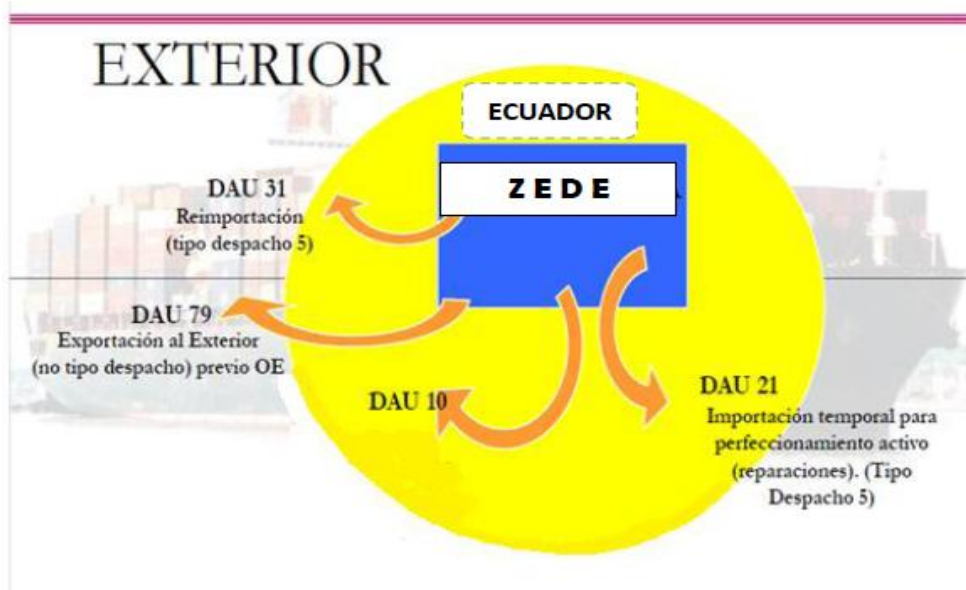 EXTERIOR
ECUADOR
Z E D E
DAU 31
Reimportación
(tipo despacho 5)
DAU 79
Exportación al Exterior
(no tipo despacho) previo OE
DAU 10
DAU 21
Importación temporal para
perfeccionamiento activo
(reparaciones). (Tipo
Despacho 5)